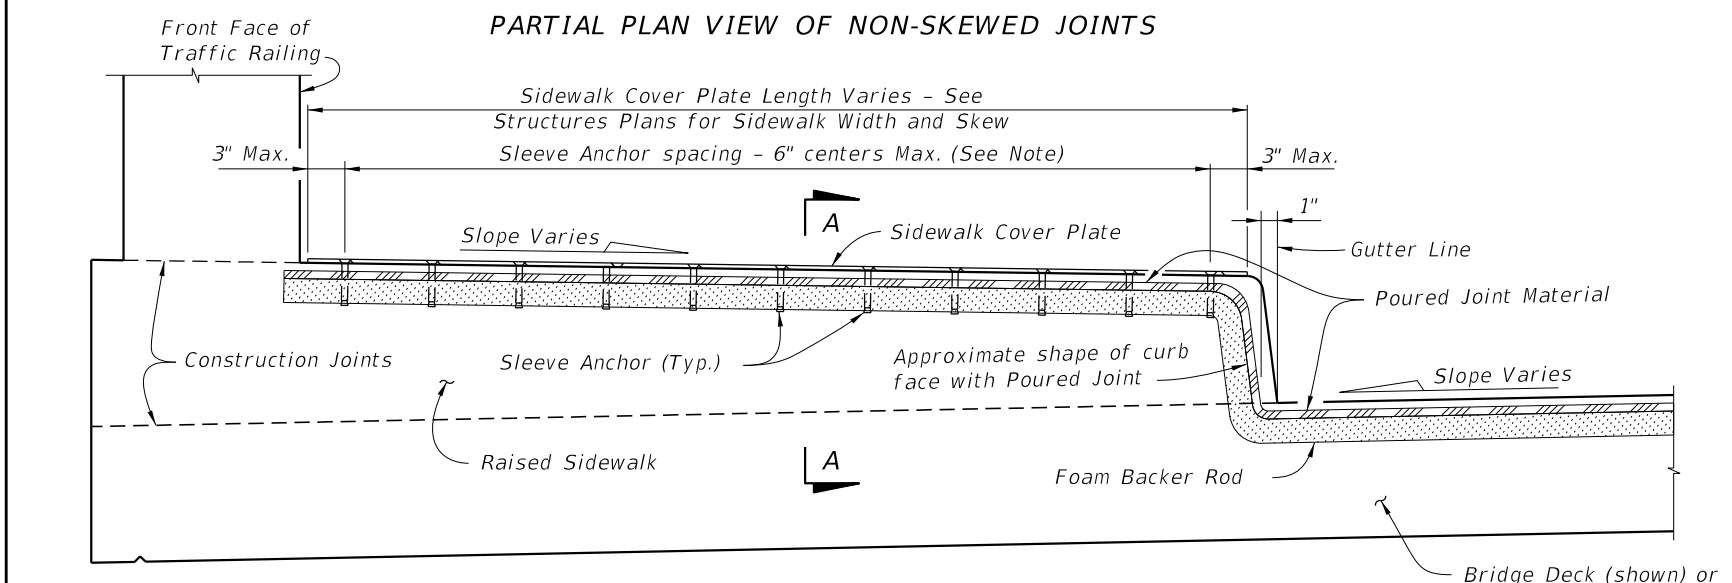 PARTIAL PLAN VIEW OF NON-SKEWED JOINTS
Front Face of
Traffic Railing
Sidewalk Cover Plate Length Varies – See
Structures Plans for Sidewalk Width and Skew
3" Max.
Sleeve Anchor spacing – 6" centers Max. (See Note)
3" Max.
1"
A
Slope Varies
Sidewalk Cover Plate
Gutter Line
Poured Joint Material
Construction Joints
Sleeve Anchor (Typ.)
Approximate shape of curb
face with Poured Joint
Slope Varies
Raised Sidewalk
A
Foam Backer Rod
Bridge Deck (shown) or